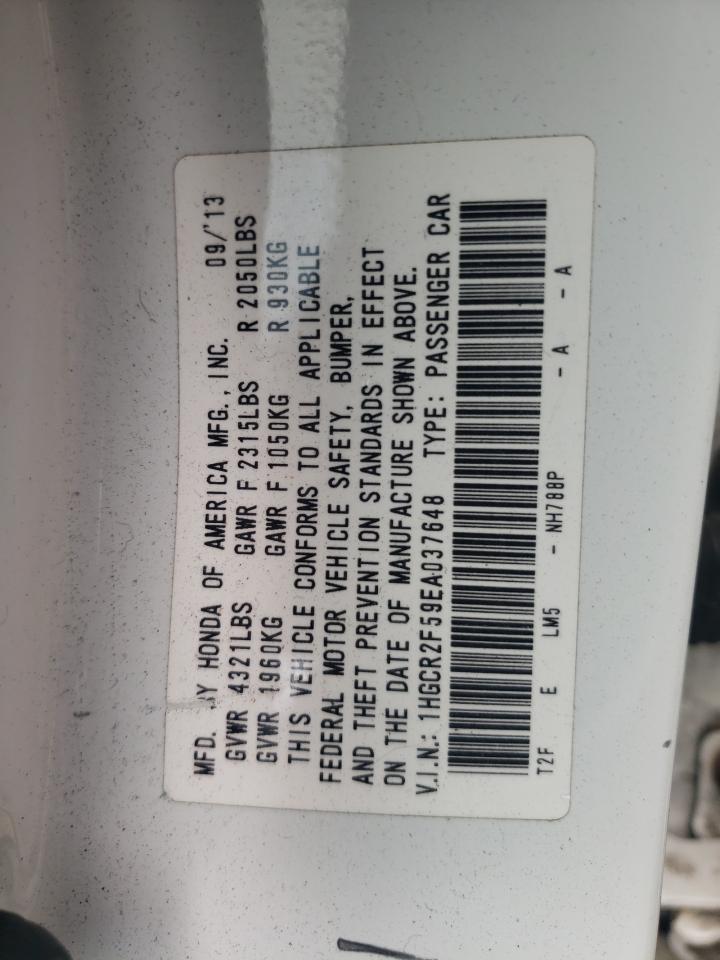 MFD. BY HONDA OF AMERICA MFG., INC. 09/'13
GVWR 4321LBS GAWR F 2315LBS R 2050LBS
GVWR 1960KG GAWR F 1050KG R 930KG
THIS VEHICLE CONFORMS TO ALL APPLICABLE
FEDERAL MOTOR VEHICLE SAFETY, BUMPER,
AND THEFT PREVENTION STANDARDS IN EFFECT
ON THE DATE OF MANUFACTURE SHOWN ABOVE.
V.I.N.: 1HGCR2F59EA037648 TYPE: PASSENGER CAR
T2F E LM5 - NH788P - A - A